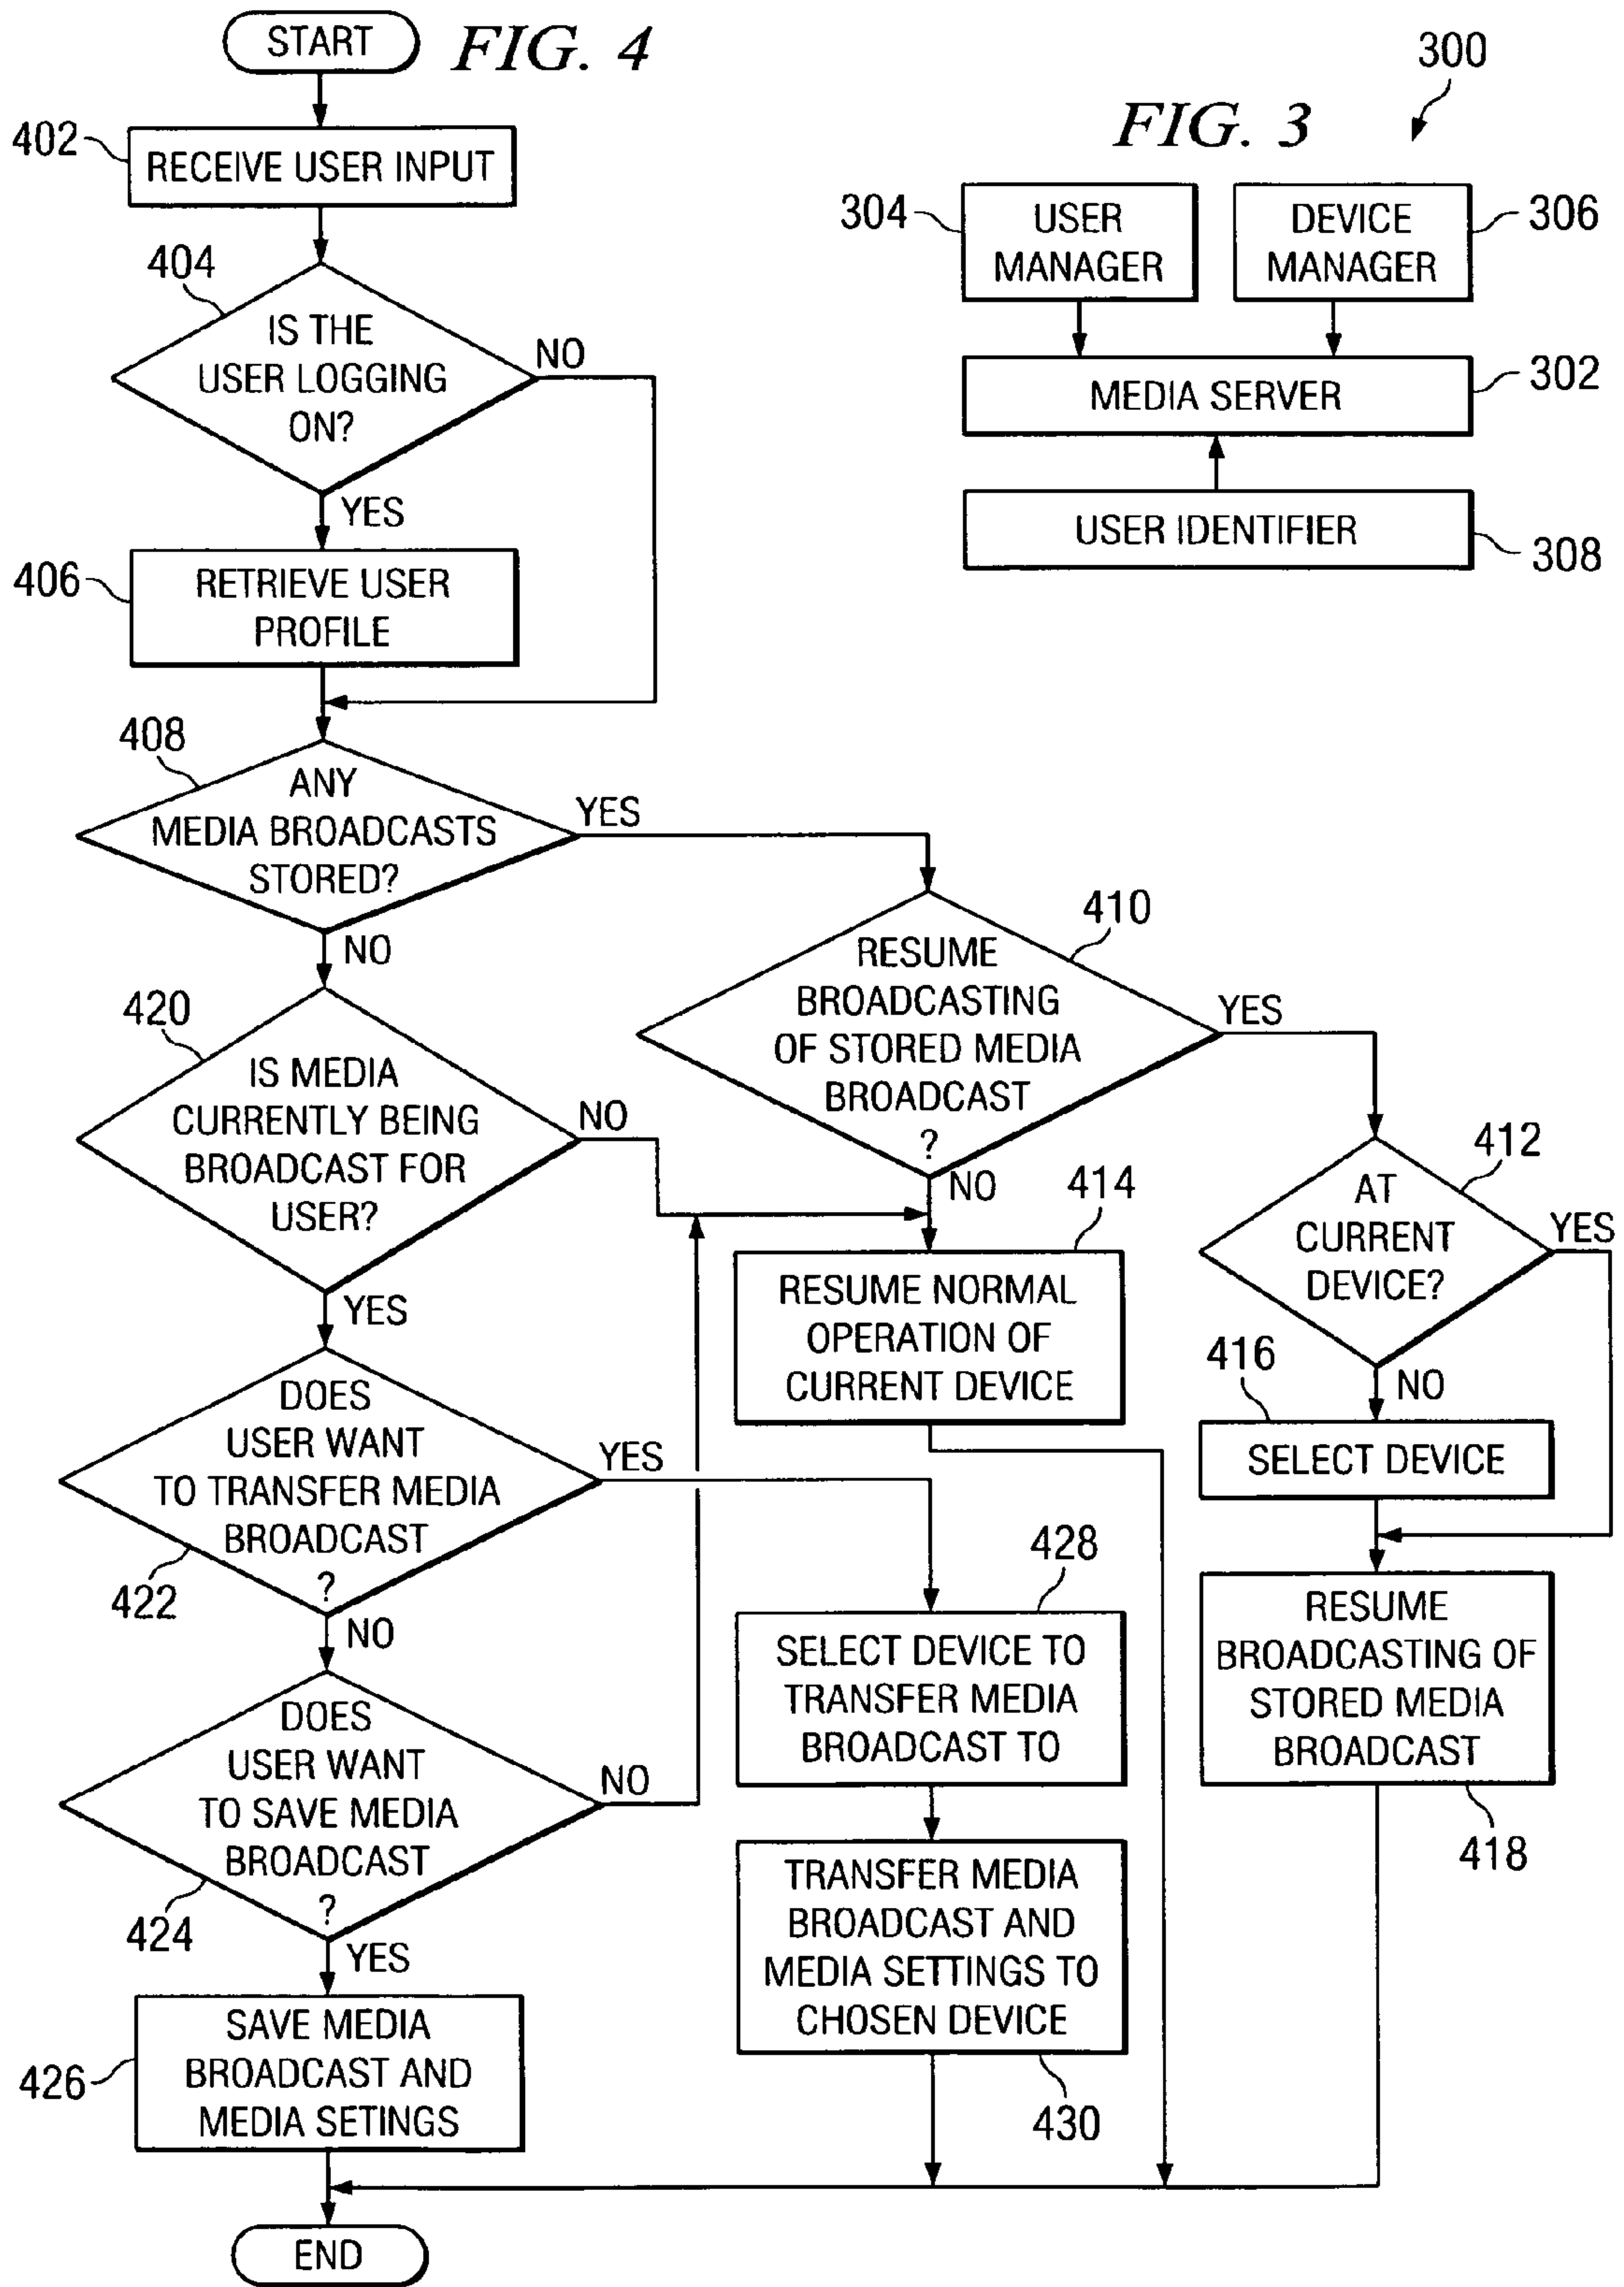 START
FIG. 4
402
RECEIVE USER INPUT
404
IS THE
USER LOGGING
ON?
NO
YES
406
RETRIEVE USER
PROFILE
408
ANY
MEDIA BROADCASTS
STORED?
YES
NO
410
RESUME
BROADCASTING
OF STORED MEDIA
BROADCAST
?
YES
NO
420
IS MEDIA
CURRENTLY BEING
BROADCAST FOR
USER?
NO
YES
412
AT
CURRENT
DEVICE?
YES
NO
414
RESUME NORMAL
OPERATION OF
CURRENT DEVICE
416
SELECT DEVICE
422
DOES
USER WANT
TO TRANSFER MEDIA
BROADCAST
?
YES
NO
428
SELECT DEVICE TO
TRANSFER MEDIA
BROADCAST TO
RESUME
BROADCASTING OF
STORED MEDIA
BROADCAST
418
424
DOES
USER WANT
TO SAVE MEDIA
BROADCAST
?
NO
YES
TRANSFER MEDIA
BROADCAST AND
MEDIA SETTINGS TO
CHOSEN DEVICE
430
426
SAVE MEDIA
BROADCAST AND
MEDIA SETINGS
END
FIG. 3
300
304
USER
MANAGER
DEVICE
MANAGER
306
MEDIA SERVER
302
USER IDENTIFIER
308